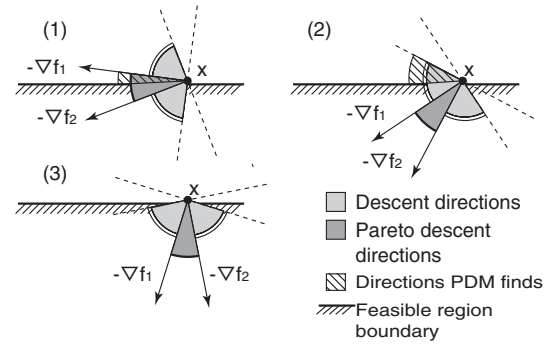 (1)
x
-∇f1
-∇f2
(2)
x
-∇f1
-∇f2
(3)
x
-∇f1
-∇f2
Descent directions
Pareto descent
directions
Directions PDM finds
Feasible region
boundary